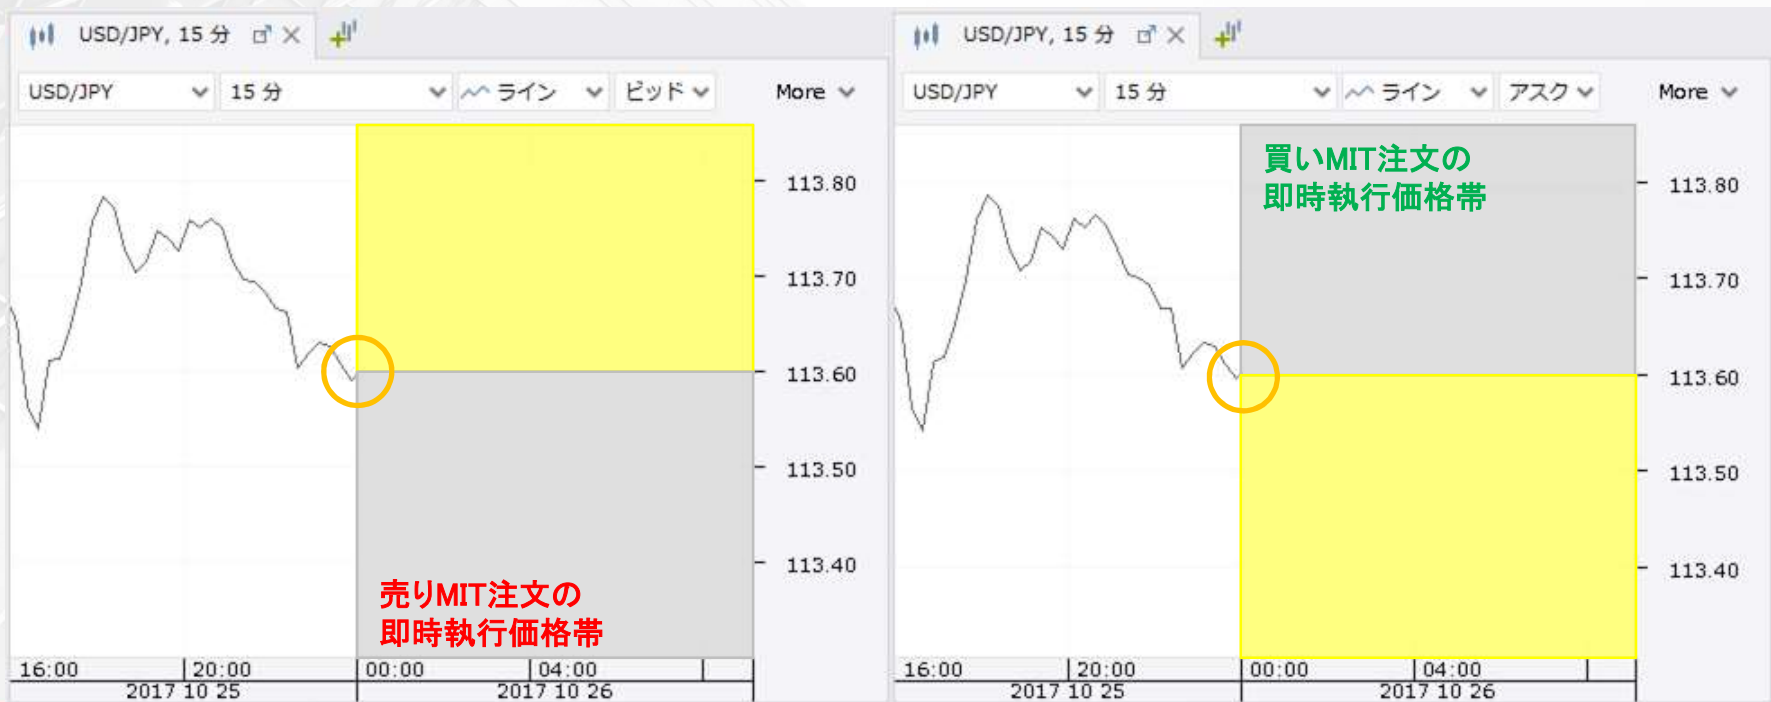 USD/JPY, 15 分
USD/JPY
15 分
ライン
ビッド
More
113.80
113.70
113.60
113.50
113.40
売りMIT注文の
即時執行価格帯
16:00
20:00
00:00
04:00
2017 10 25
2017 10 26
USD/JPY, 15 分
USD/JPY
15 分
ライン
アスク
More
買いMIT注文の
即時執行価格帯
113.80
113.70
113.60
113.50
113.40
16:00
20:00
00:00
04:00
2017 10 25
2017 10 26